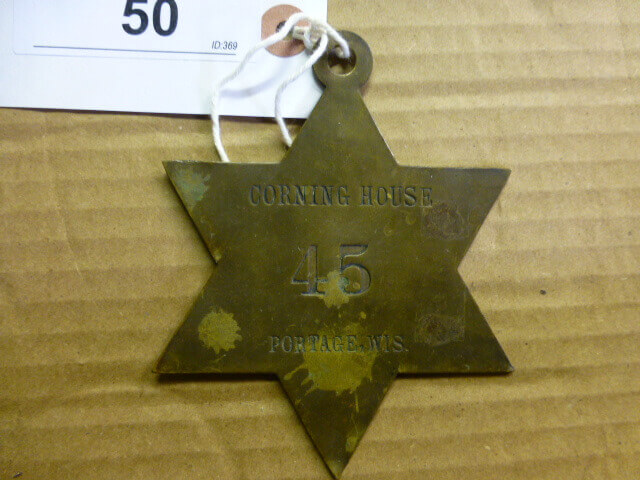 50
ID:369
CORNING HOUSE
45
PORTAGE, WIS.